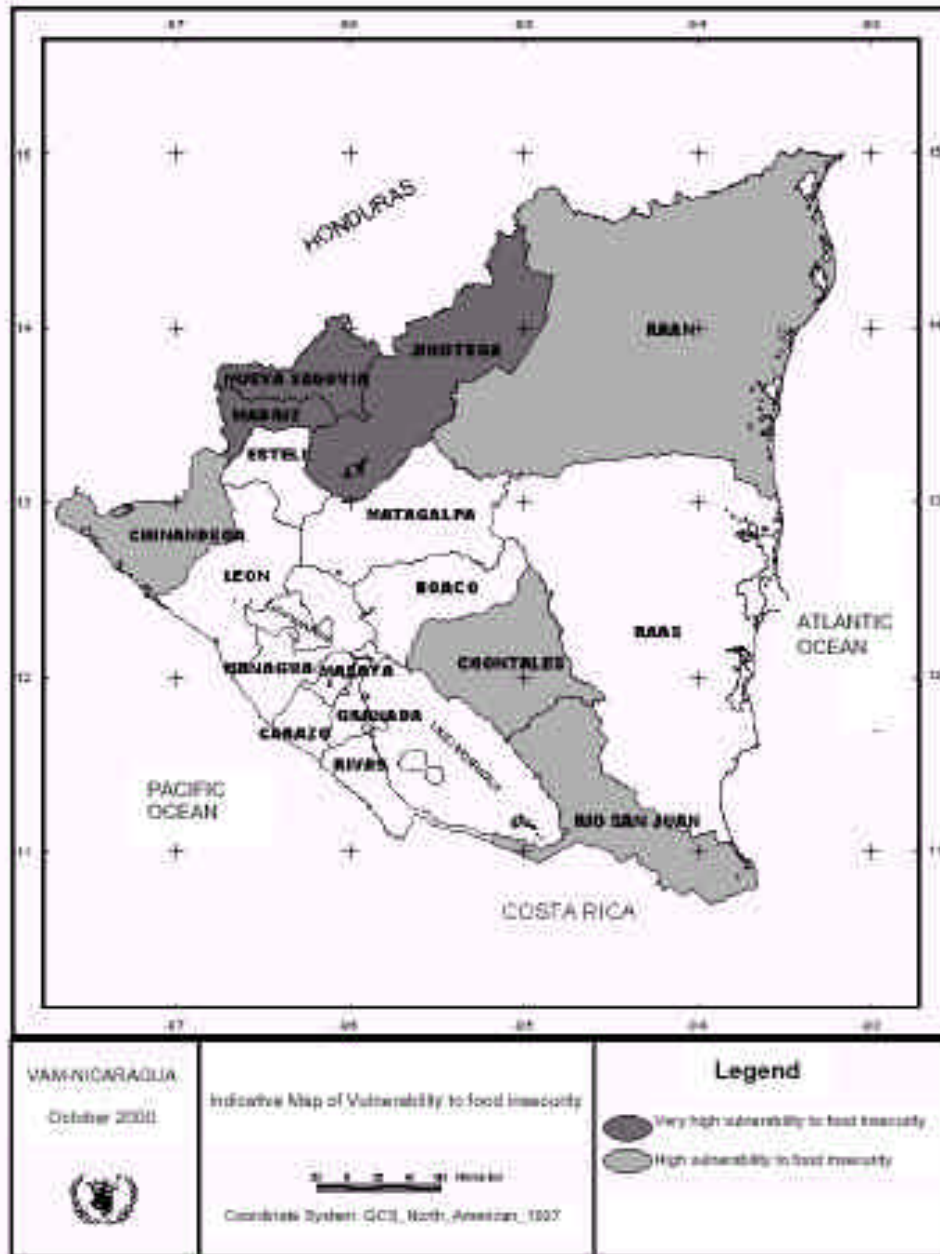 HONDURAS
RAAN
JINOTEGA
NUEVA SEGOVIA
MADRIZ
ESTELI
MATAGALPA
CHINANDEGA
LEON
BOACO
RAAS
ATLANTIC
OCEAN
CHONTALES
MANAGUA
MASAYA
GRANADA
CARAZO
RIVAS
PACIFIC
OCEAN
RIO SAN JUAN
COSTA RICA
VAM-NICARAGUA
October 2000
Indicative Map of Vulnerability to food insecurity
Coordinate System: GCS_North_American_1927
Legend
Very high vulnerability to food insecurity
High vulnerability to food insecurity